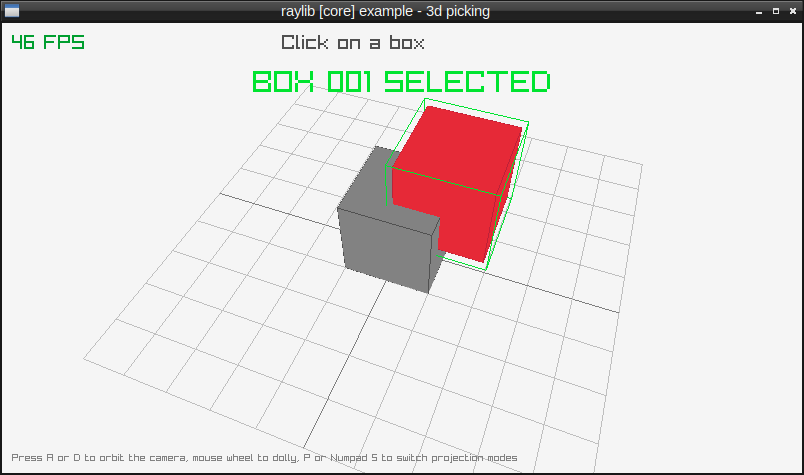 raylib [core] example - 3d picking
46 FPS
Click on a box
BOX 001 SELECTED
Press A or D to orbit the camera, mouse wheel to dolly, P or Numpad 5 to switch projection modes